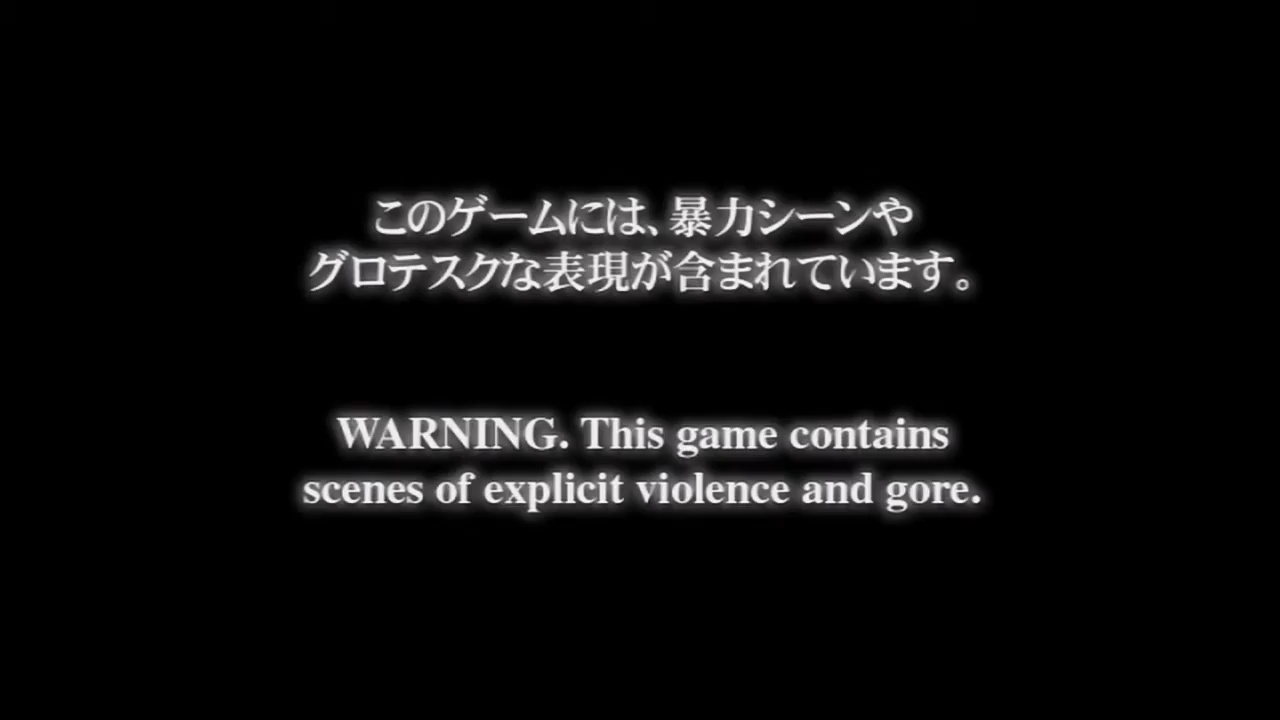 このゲームには、暴力シーンや
グロテスクな表現が含まれています。
WARNING. This game contains
scenes of explicit violence and gore.